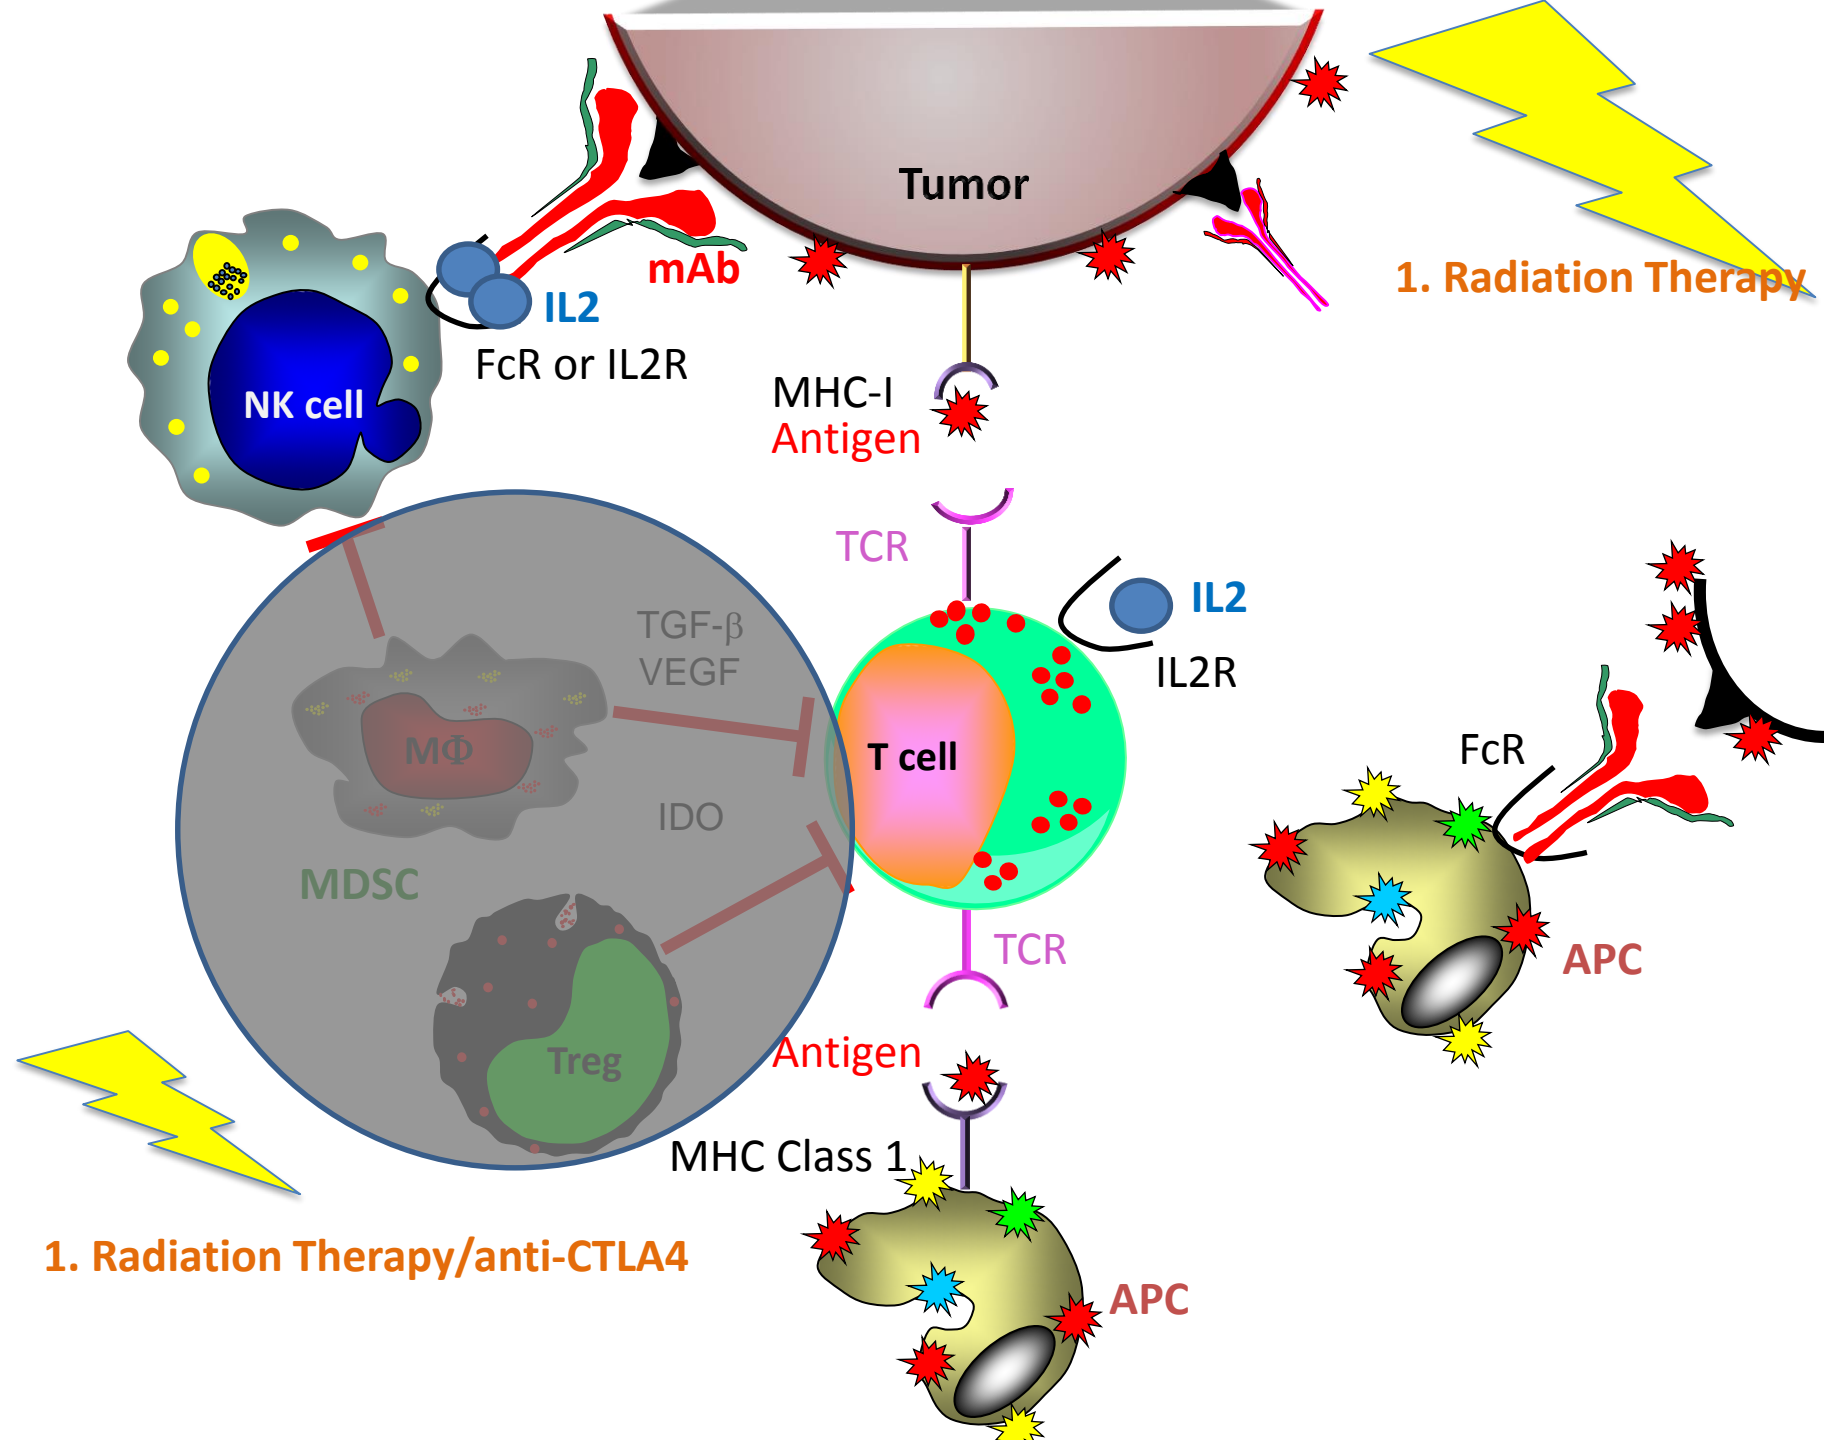 Tumor
mAb
1. Radiation Therapy
IL2
FcR or IL2R
MHC-I
Antigen
NK cell
TCR
IL2
TGF-β
VEGF
IL2R
MΦ
T cell
FcR
IDO
MDSC
TCR
APC
Antigen
Treg
MHC Class 1
1. Radiation Therapy/anti-CTLA4
APC